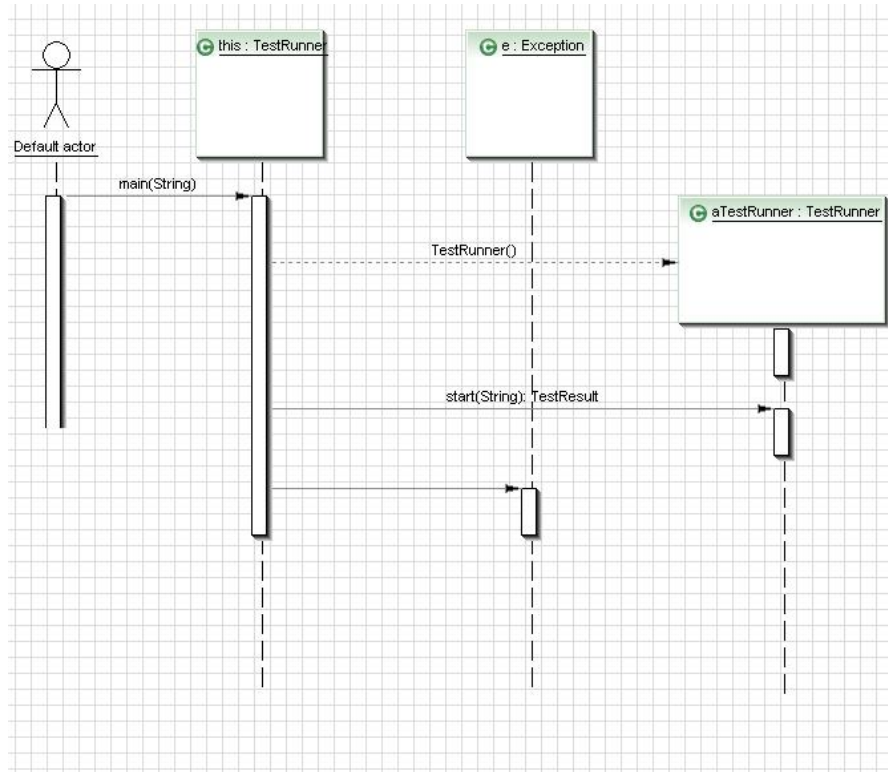 this : TestRunner
e : Exception
Default actor
main(String)
aTestRunner : TestRunner
TestRunner()
start(String): TestResult